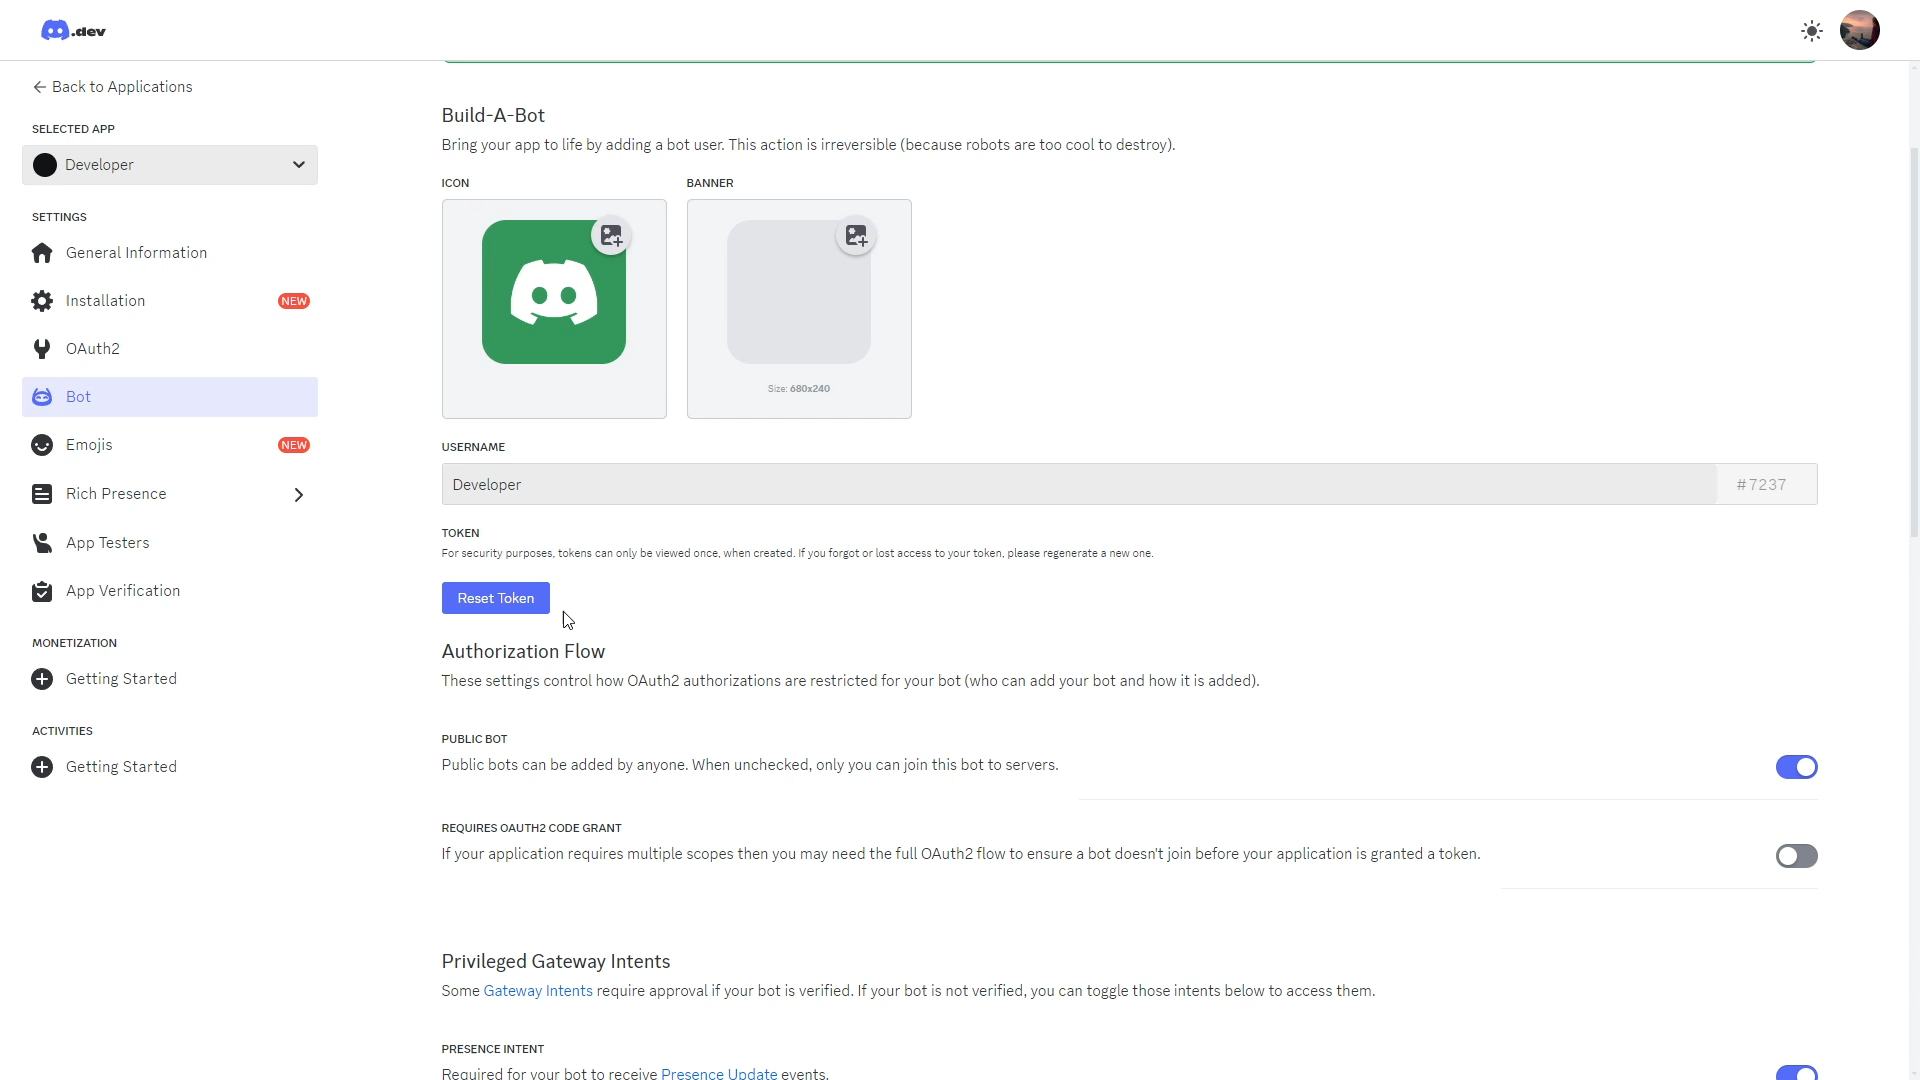 .dev
Back to Applications
SELECTED APP
Developer
SETTINGS
General Information
Installation
NEW
OAuth2
Bot
Emojis
NEW
Rich Presence
App Testers
App Verification
MONETIZATION
Getting Started
ACTIVITIES
Getting Started
Build-A-Bot
Bring your app to life by adding a bot user. This action is irreversible (because robots are too cool to destroy).
ICON
BANNER
Size: 680x240
USERNAME
Developer
#7237
TOKEN
For security purposes, tokens can only be viewed once, when created. If you forgot or lost access to your token, please regenerate a new one.
Reset Token
Authorization Flow
These settings control how OAuth2 authorizations are restricted for your bot (who can add your bot and how it is added).
PUBLIC BOT
Public bots can be added by anyone. When unchecked, only you can join this bot to servers.
REQUIRES OAUTH2 CODE GRANT
If your application requires multiple scopes then you may need the full OAuth2 flow to ensure a bot doesn't join before your application is granted a token.
Privileged Gateway Intents
Some Gateway Intents require approval if your bot is verified. If your bot is not verified, you can toggle those intents below to access them.
PRESENCE INTENT
Required for your bot to receive Presence Update events.